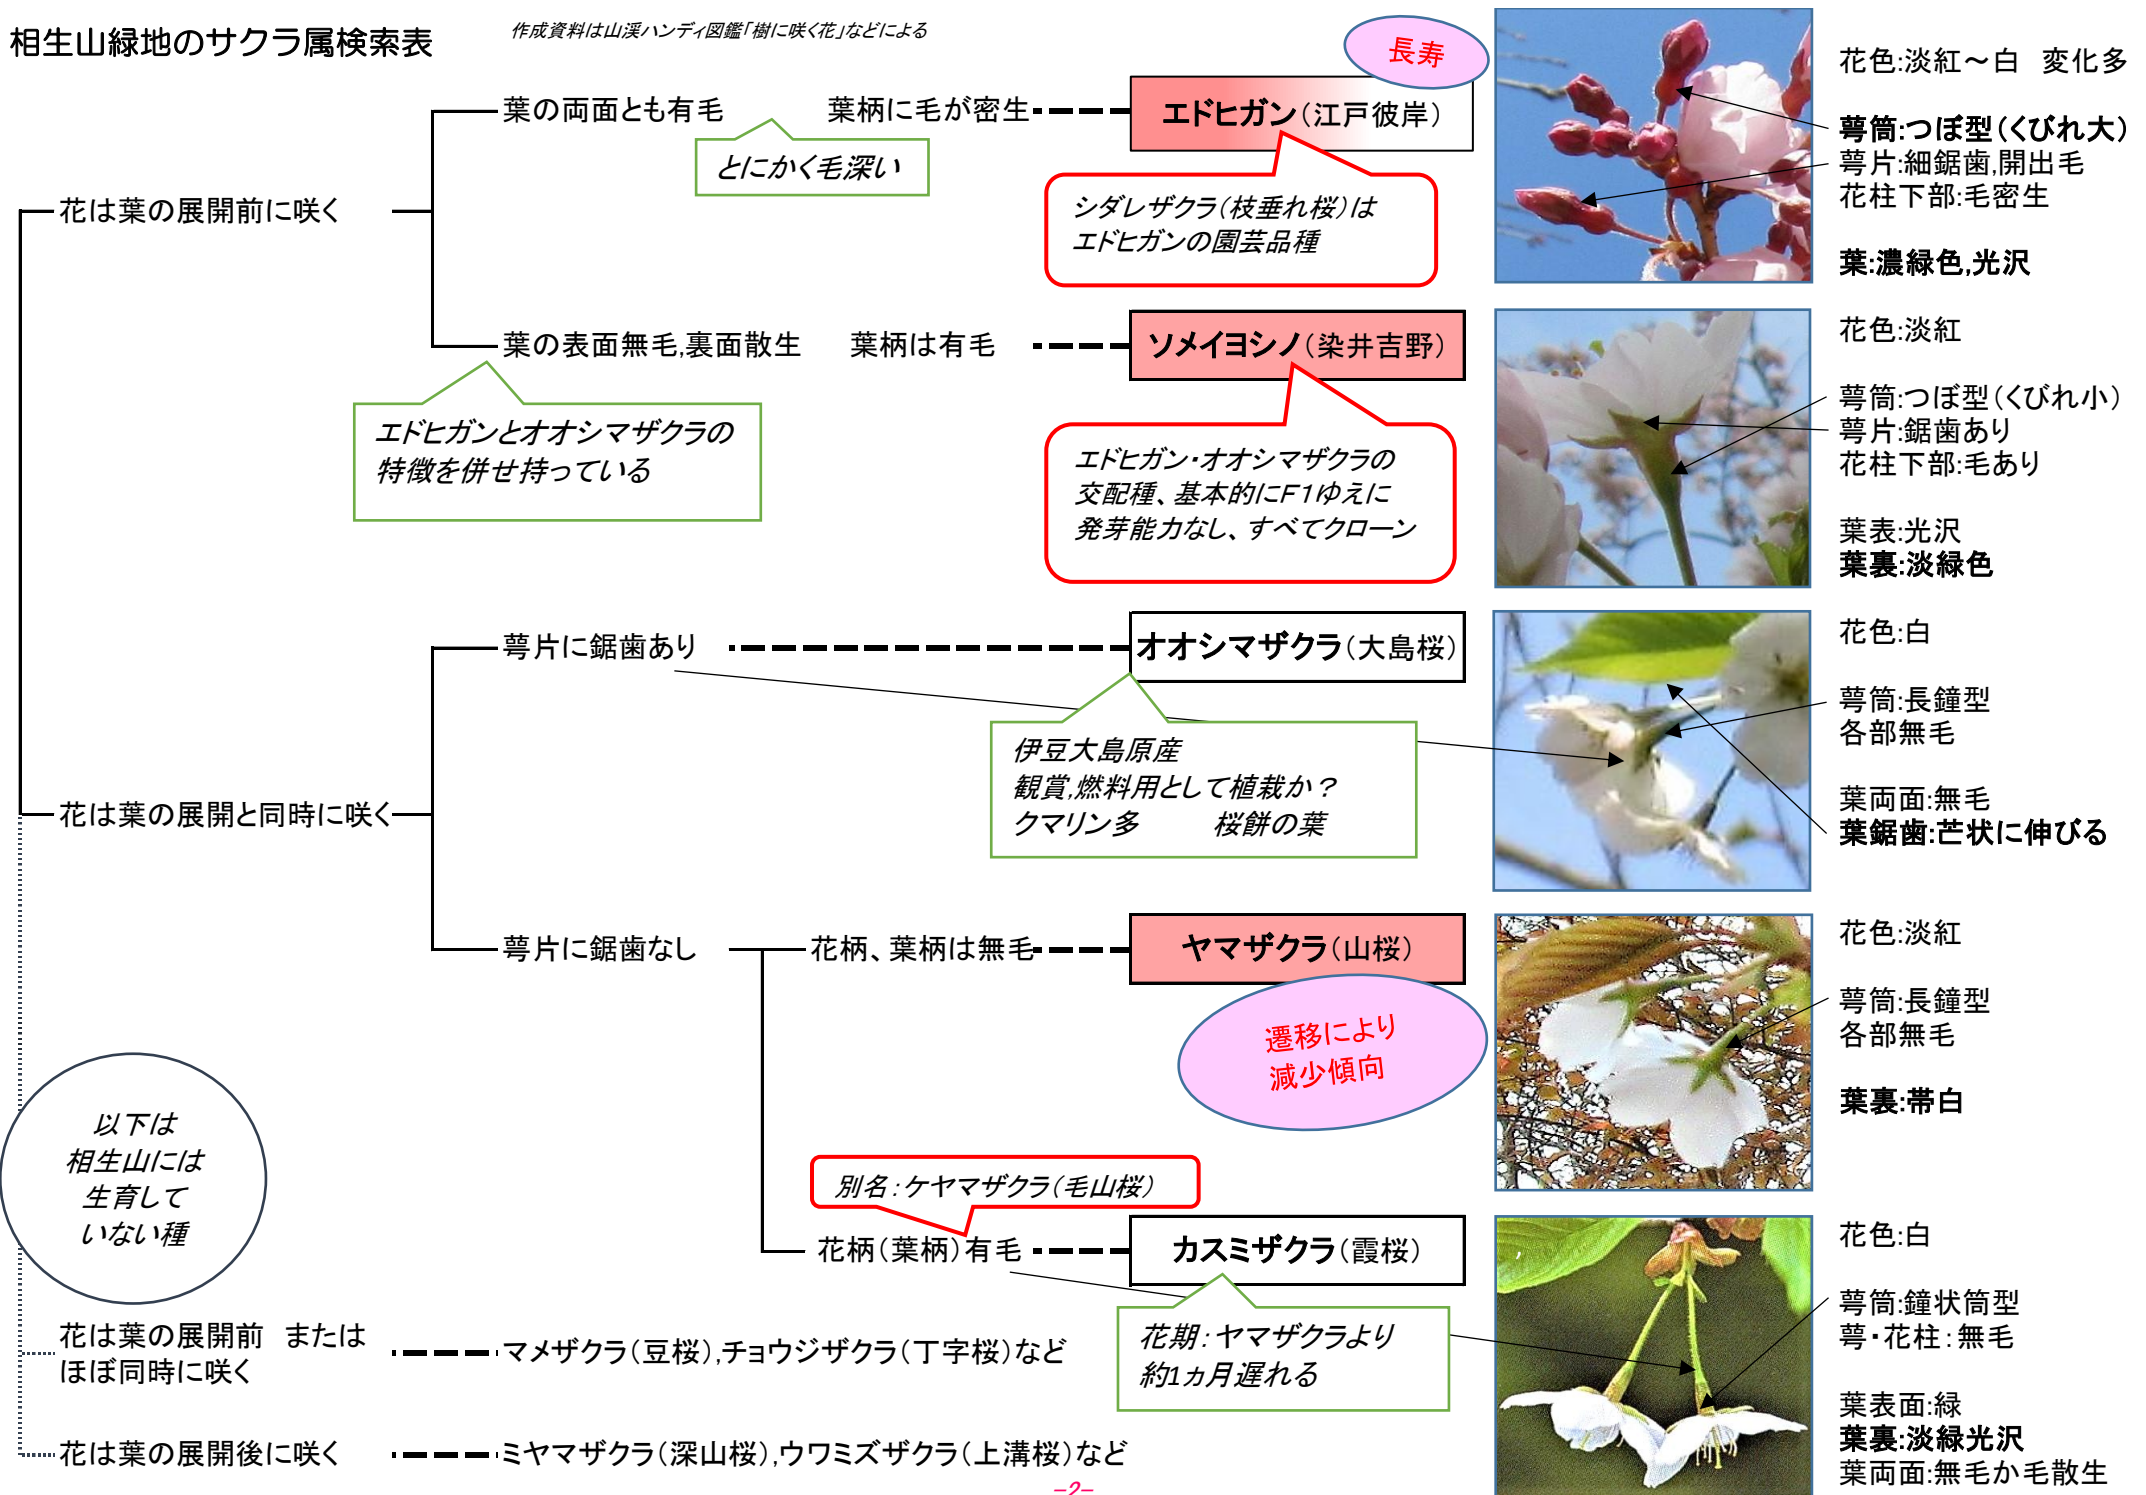 相生山緑地のサクラ属検索表
作成資料は山渓ハンディ図鑑「樹に咲く花」などによる
花は葉の展開前に咲く
葉の両面とも有毛　葉柄に毛が密生
とにかく毛深い
エドヒガン（江戸彼岸）
長寿
シダレザクラ（枝垂れ桜）は
エドヒガンの園芸品種
花色:淡紅～白　変化多
萼筒:つぼ型（くびれ大）
萼片:細鋸歯,開出毛
花柱下部:毛密生
葉:濃緑色,光沢
葉の表面無毛,裏面散生　葉柄は有毛
エドヒガンとオオシマザクラの
特徴を併せ持っている
ソメイヨシノ（染井吉野）
エドヒガン・オオシマザクラの
交配種、基本的にF1ゆえに
発芽能力なし、すべてクローン
花色:淡紅
萼筒:つぼ型（くびれ小）
萼片:鋸歯あり
花柱下部:毛あり
葉表:光沢
葉裏:淡緑色
花は葉の展開と同時に咲く
萼片に鋸歯あり
オオシマザクラ（大島桜）
伊豆大島原産
観賞,燃料用として植栽か？
クマリン多　桜餅の葉
花色:白
萼筒:長鐘型
各部無毛
葉両面:無毛
葉鋸歯:芒状に伸びる
萼片に鋸歯なし
花柄、葉柄は無毛
ヤマザクラ（山桜）
遷移により
減少傾向
花色:淡紅
萼筒:長鐘型
各部無毛
葉裏:帯白
別名：ケヤマザクラ（毛山桜）
花柄（葉柄）有毛
カスミザクラ（霞桜）
花期：ヤマザクラより
約1ヵ月遅れる
花色:白
萼筒:鐘状筒型
萼・花柱：無毛
葉表面:緑
葉裏:淡緑光沢
葉両面:無毛か毛散生
以下は
相生山には
生育して
いない種
花は葉の展開前　または
ほぼ同時に咲く
マメザクラ（豆桜）,チョウジザクラ（丁字桜）など
花は葉の展開後に咲く
ミヤマザクラ（深山桜）,ウワミズザクラ（上溝桜）など
-2-